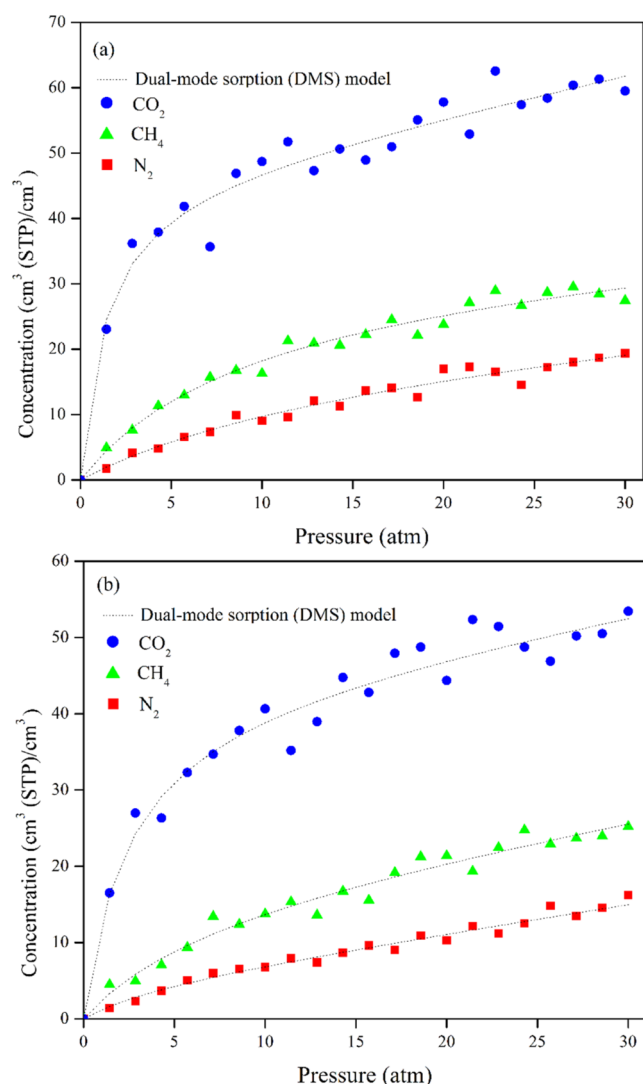 (a)
Dual-mode sorption (DMS) model
CO₂
CH₄
N₂
70
60
50
40
30
20
10
0
Concentration (cm³ (STP)/cm³)
0 5 10 15 20 25 30
Pressure (atm)
(b)
Dual-mode sorption (DMS) model
CO₂
CH₄
N₂
60
50
40
30
20
10
0
Concentration (cm³ (STP)/cm³)
0 5 10 15 20 25 30
Pressure (atm)